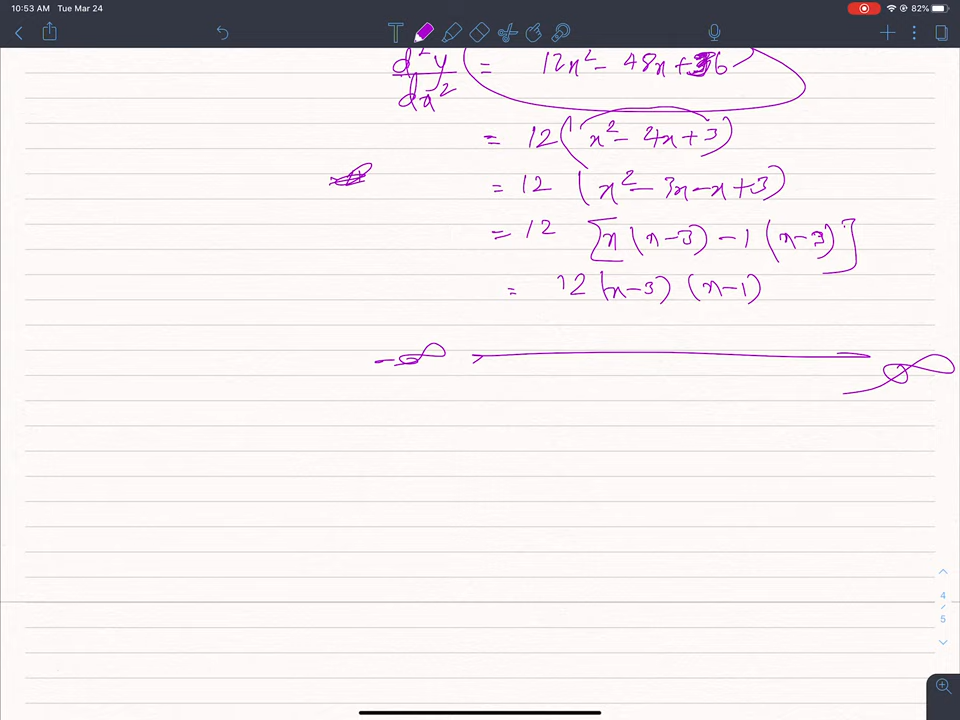 10:53 AM Tue Mar 24
82%
T
d²y/dx² = 12x² - 48x + 36
= 12 (x² - 4x + 3)
= 12 (x² - 3x - x + 3)
= 12 [x (x-3) - 1 (x-3)]
= 12 (x-3) (x-1)
-∞ ∞
4
/
5